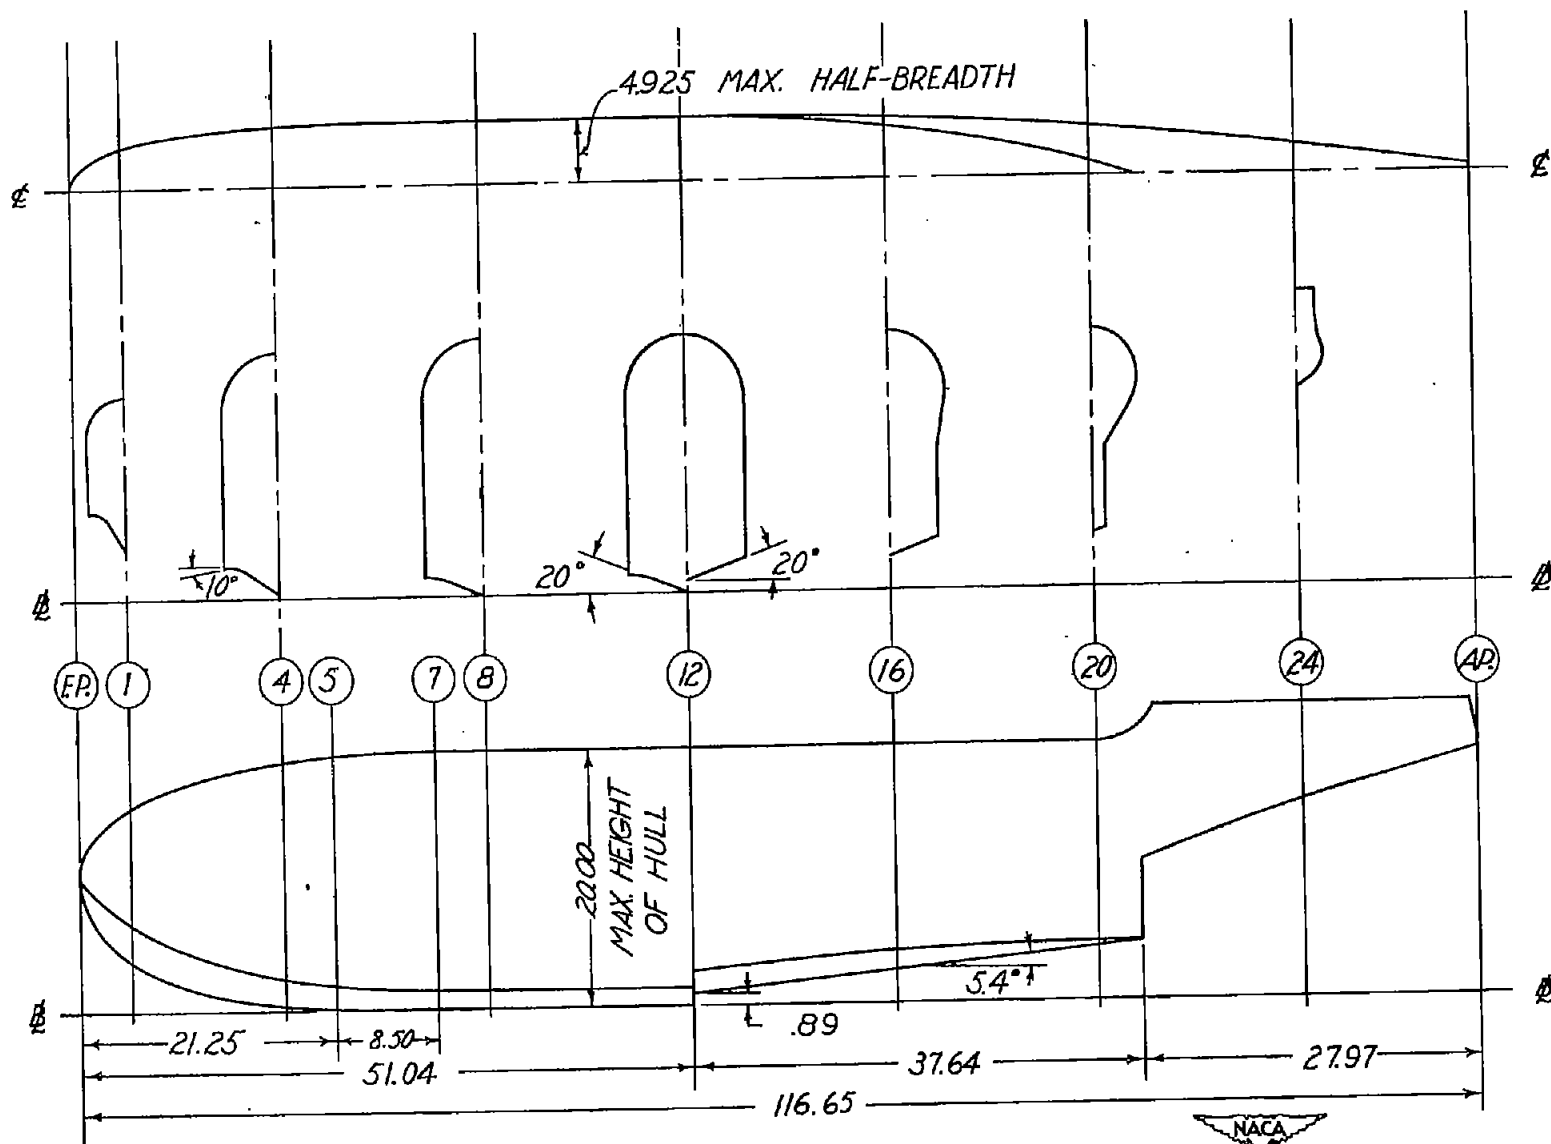 4.925 MAX. HALF-BREADTH
℄ ℄
10°
20°
20°
F.P. 1 4 5 7 8 12 16 20 24 A.P.
20.00
MAX. HEIGHT
OF HULL
5.4°
.89
21.25 8.50
51.04 37.64 27.97
116.65
NACA